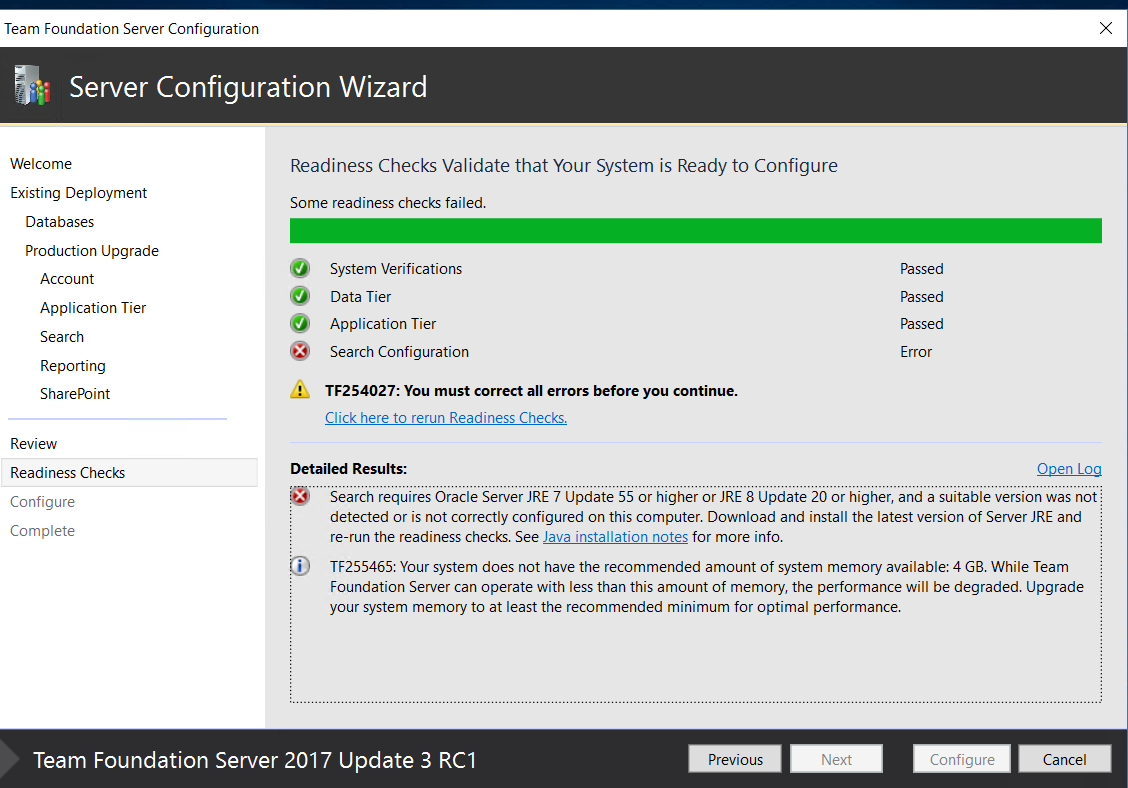 Team Foundation Server Configuration
Server Configuration Wizard
Welcome
Existing Deployment
Databases
Production Upgrade
Account
Application Tier
Search
Reporting
SharePoint
Review
Readiness Checks
Configure
Complete
Readiness Checks Validate that Your System is Ready to Configure
Some readiness checks failed.
System Verifications Passed
Data Tier Passed
Application Tier Passed
Search Configuration Error
TF254027: You must correct all errors before you continue.
Click here to rerun Readiness Checks.
Detailed Results: Open Log
Search requires Oracle Server JRE 7 Update 55 or higher or JRE 8 Update 20 or higher, and a suitable version was not
detected or is not correctly configured on this computer. Download and install the latest version of Server JRE and
re-run the readiness checks. See Java installation notes for more info.
TF255465: Your system does not have the recommended amount of system memory available: 4 GB. While Team
Foundation Server can operate with less than this amount of memory, the performance will be degraded. Upgrade
your system memory to at least the recommended minimum for optimal performance.
Team Foundation Server 2017 Update 3 RC1
Previous Next Configure Cancel